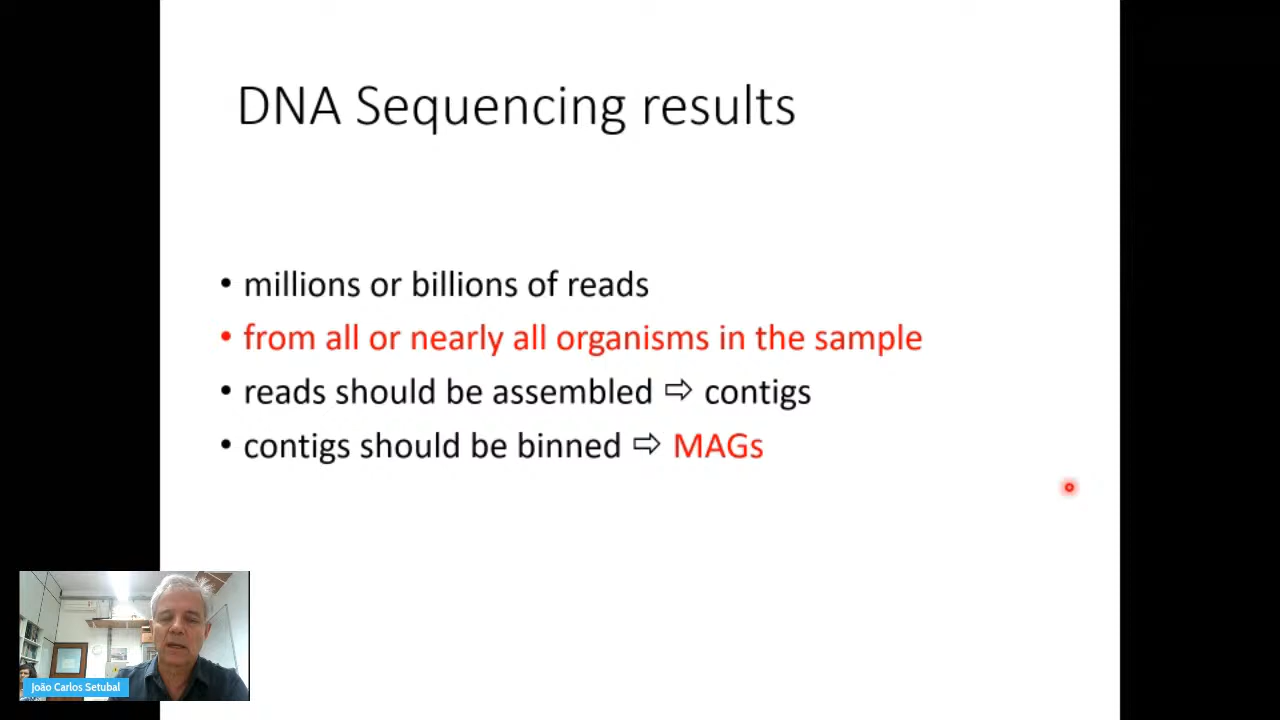 DNA Sequencing results
• millions or billions of reads
• from all or nearly all organisms in the sample
• reads should be assembled ⇨ contigs
• contigs should be binned ⇨ MAGs
João Carlos Setubal